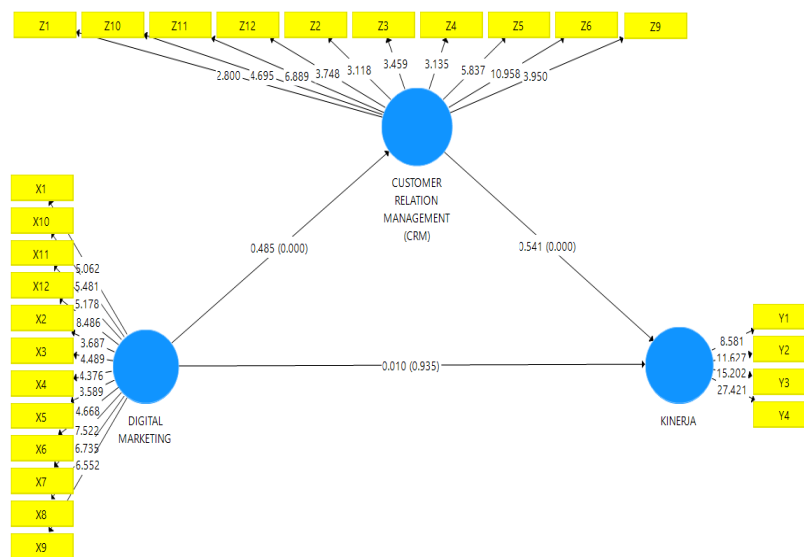 Z1 Z10 Z11 Z12 Z2 Z3 Z4 Z5 Z6 Z9
2.800 4.695 6.889 3.748 3.118 3.459 3.135 5.837 10.958 3.950
CUSTOMER
RELATION
MANAGEMENT
(CRM)
0.485 (0.000)
0.541 (0.000)
X1
X10
X11
X12
X2
X3
X4
X5
X6
X7
X8
X9
5.062
5.481
5.178
8.486
3.687
4.489
4.376
3.589
4.668
7.522
6.735
6.552
DIGITAL
MARKETING
0.010 (0.935)
KINERJA
8.581
11.627
15.202
27.421
Y1
Y2
Y3
Y4